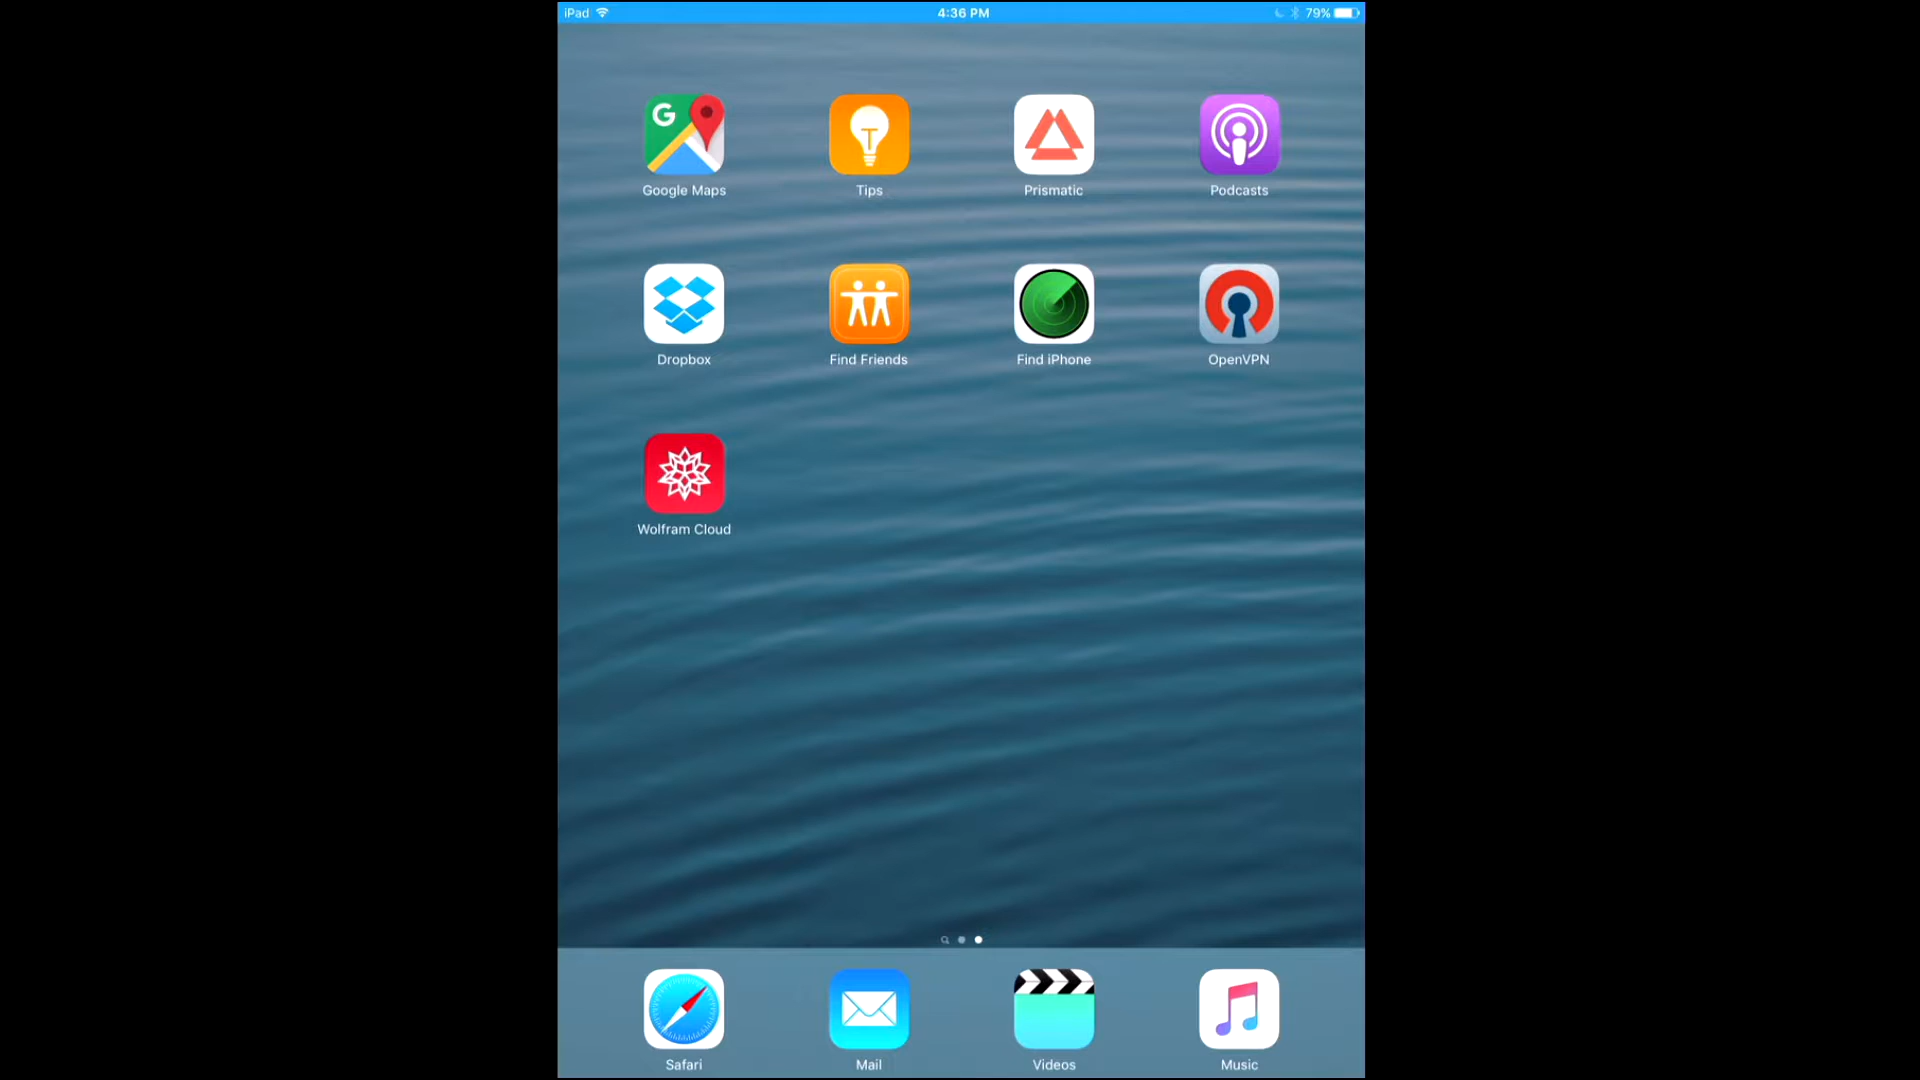 iPad 4:36 PM 79%
G
T
Google Maps Tips Prismatic Podcasts
Dropbox Find Friends Find iPhone OpenVPN
Wolfram Cloud
Safari Mail Videos Music